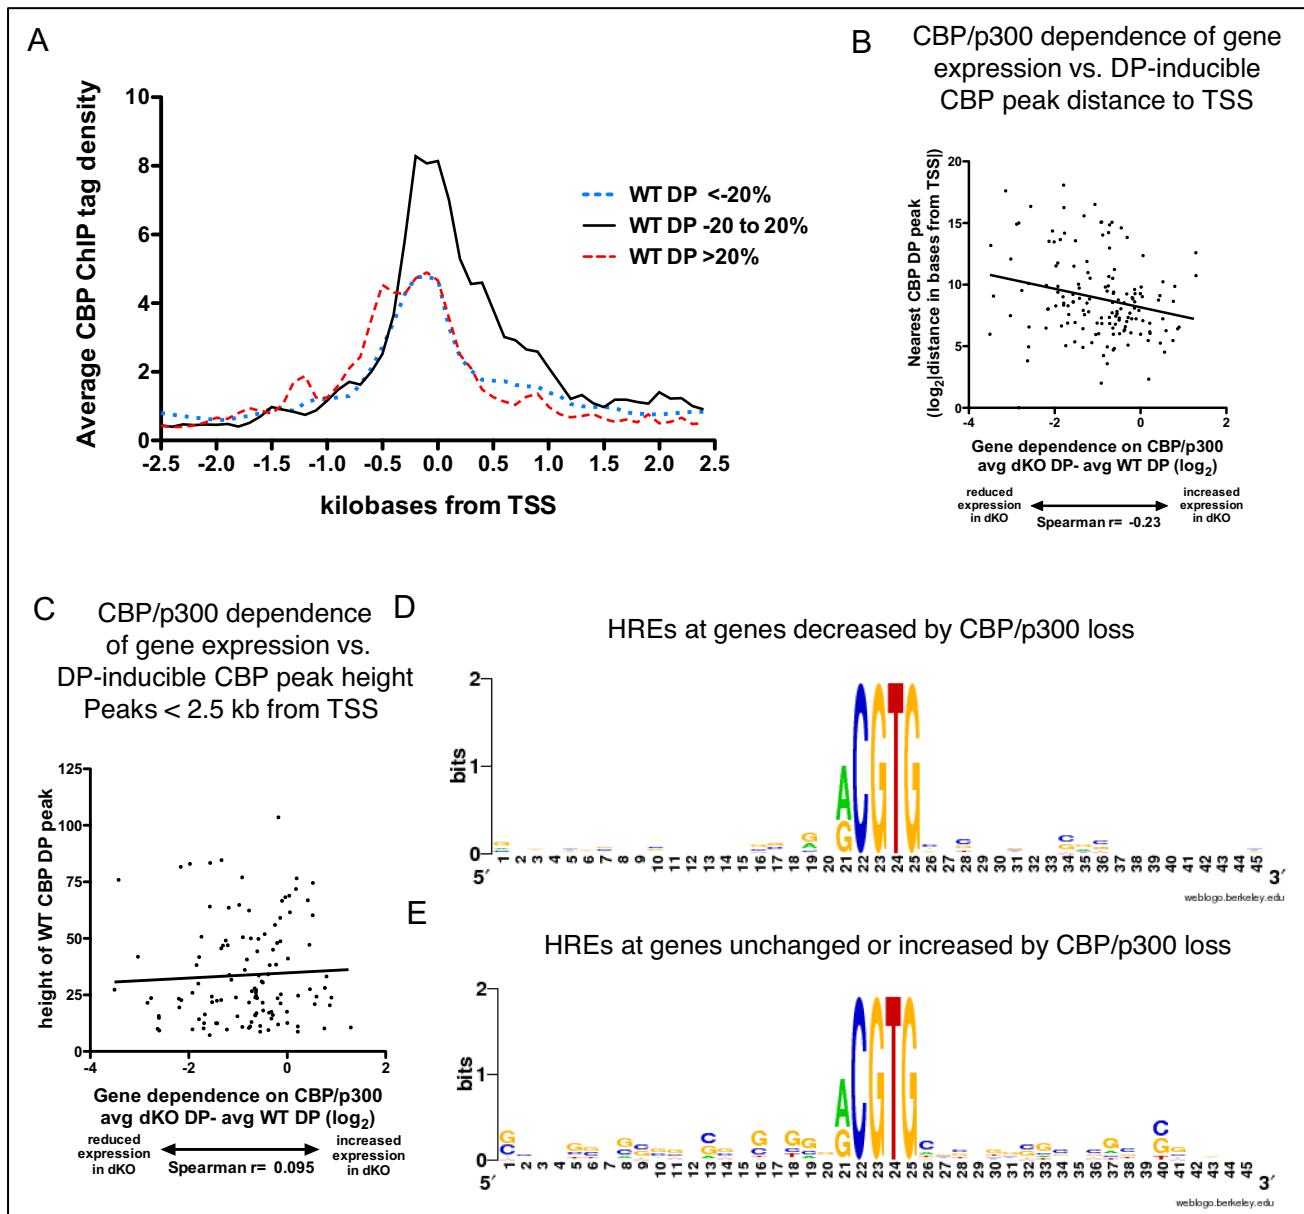 A
Average CBP ChIP tag density
10
8
6
4
2
0
-2.5 -2.0 -1.5 -1.0 -0.5 0.0 0.5 1.0 1.5 2.0 2.5
kilobases from TSS
WT DP <-20%
WT DP -20 to 20%
WT DP >20%
B
CBP/p300 dependence of gene
expression vs. DP-inducible
CBP peak distance to TSS
Nearest CBP DP peak
(log2|distance in bases from TSS|)
20
15
10
5
0
-4 -2 0 2
Gene dependence on CBP/p300
avg dKO DP- avg WT DP (log2)
reduced
expression
in dKO
increased
expression
in dKO
Spearman r= -0.23
C
CBP/p300 dependence
of gene expression vs.
DP-inducible CBP peak height
Peaks < 2.5 kb from TSS
height of WT CBP DP peak
125
100
75
50
25
0
-4 -2 0 2
Gene dependence on CBP/p300
avg dKO DP- avg WT DP (log2)
reduced
expression
in dKO
increased
expression
in dKO
Spearman r= 0.095
D
HREs at genes decreased by CBP/p300 loss
bits
2
1
0
A
G
CGTG
1 2 3 4 5 6 7 8 9 10 11 12 13 14 15 16 17 18 19 20 21 22 23 24 25 26 27 28 29 30 31 32 33 34 35 36 37 38 39 40 41 42 43 44 45
5′ 3′
weblogo.berkeley.edu
E
HREs at genes unchanged or increased by CBP/p300 loss
bits
2
1
0
A
G
CGTG
1 2 3 4 5 6 7 8 9 10 11 12 13 14 15 16 17 18 19 20 21 22 23 24 25 26 27 28 29 30 31 32 33 34 35 36 37 38 39 40 41 42 43 44 45
5′ 3′
weblogo.berkeley.edu